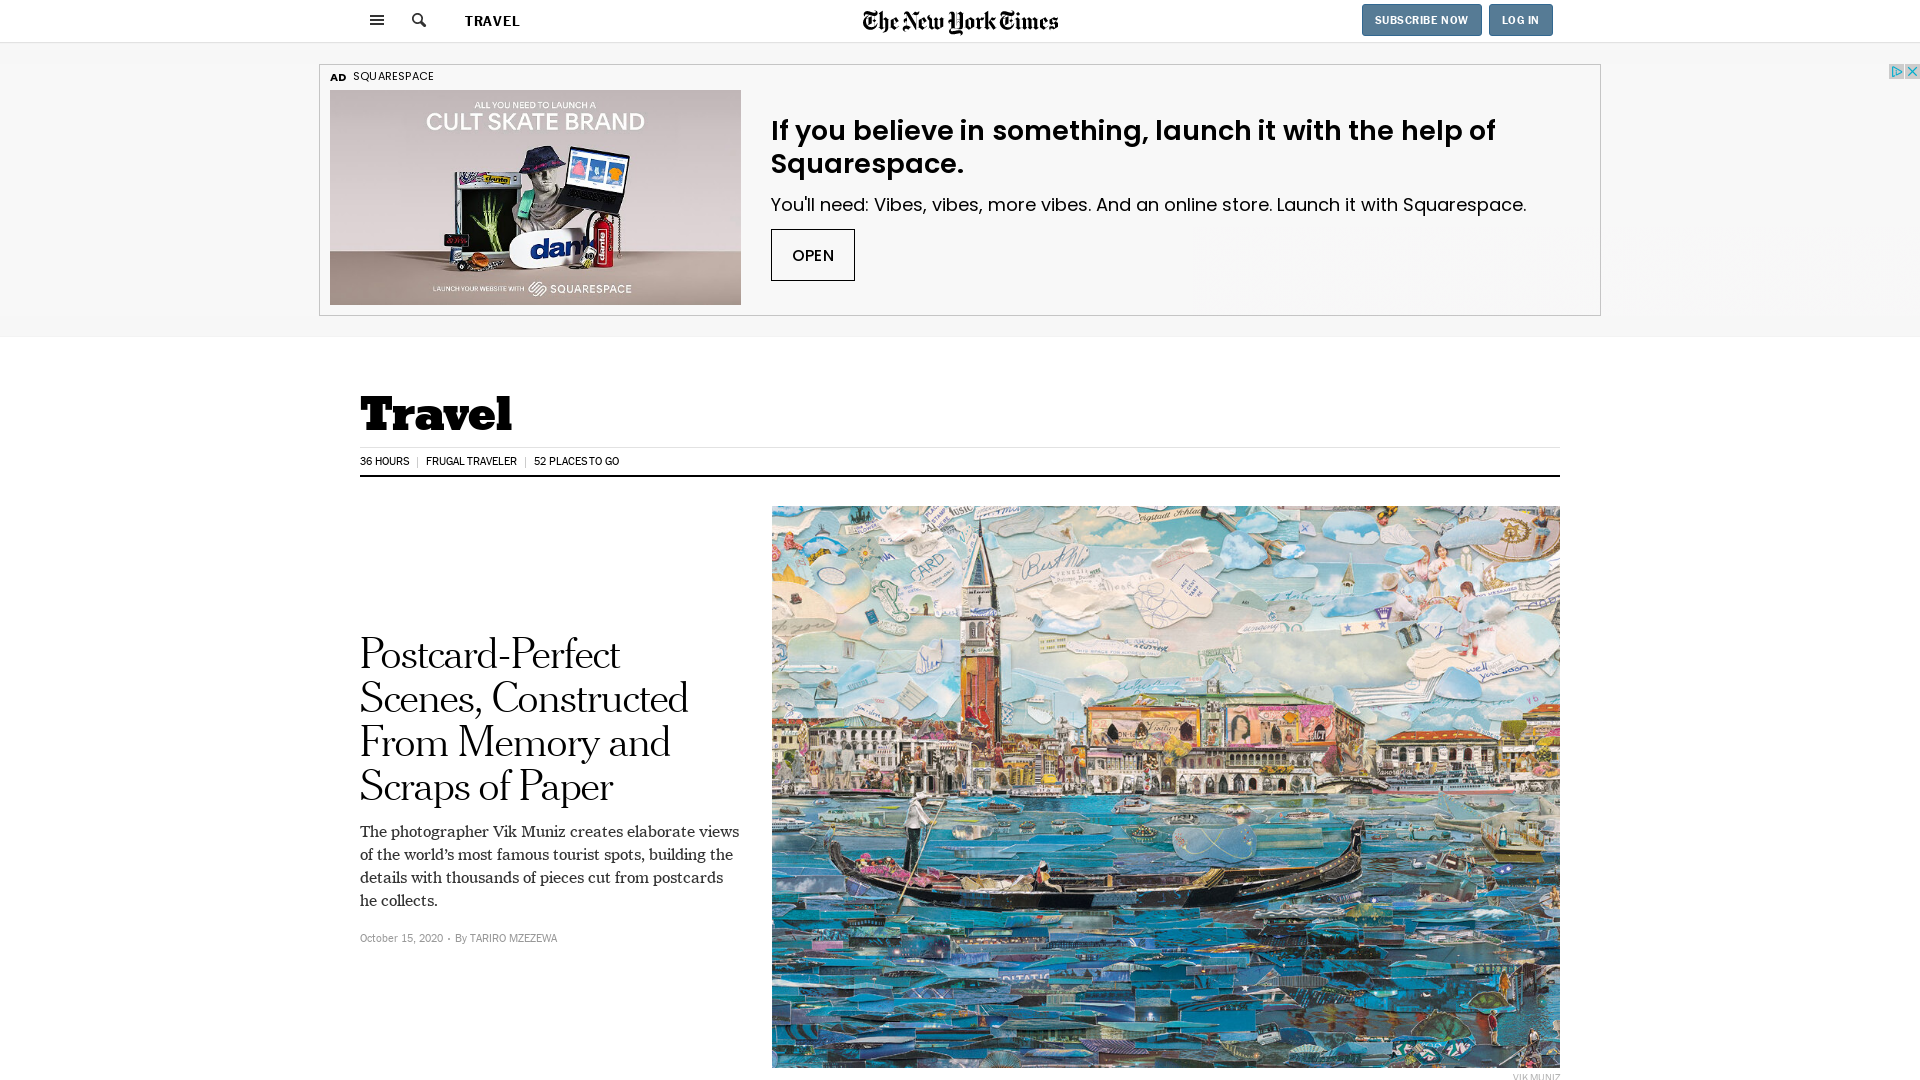 TRAVEL
The New York Times
SUBSCRIBE NOW
LOG IN
AD SQUARESPACE
ALL YOU NEED TO LAUNCH A
CULT SKATE BRAND
dante
LAUNCH YOUR WEBSITE WITH SQUARESPACE
If you believe in something, launch it with the help of
Squarespace.
You'll need: Vibes, vibes, more vibes. And an online store. Launch it with Squarespace.
OPEN
Travel
36 HOURS
FRUGAL TRAVELER
52 PLACES TO GO
Postcard-Perfect
Scenes, Constructed
From Memory and
Scraps of Paper
The photographer Vik Muniz creates elaborate views
of the world’s most famous tourist spots, building the
details with thousands of pieces cut from postcards
he collects.
October 15, 2020 • By TARIRO MZEZEWA
CARD
VIK MUNIZ